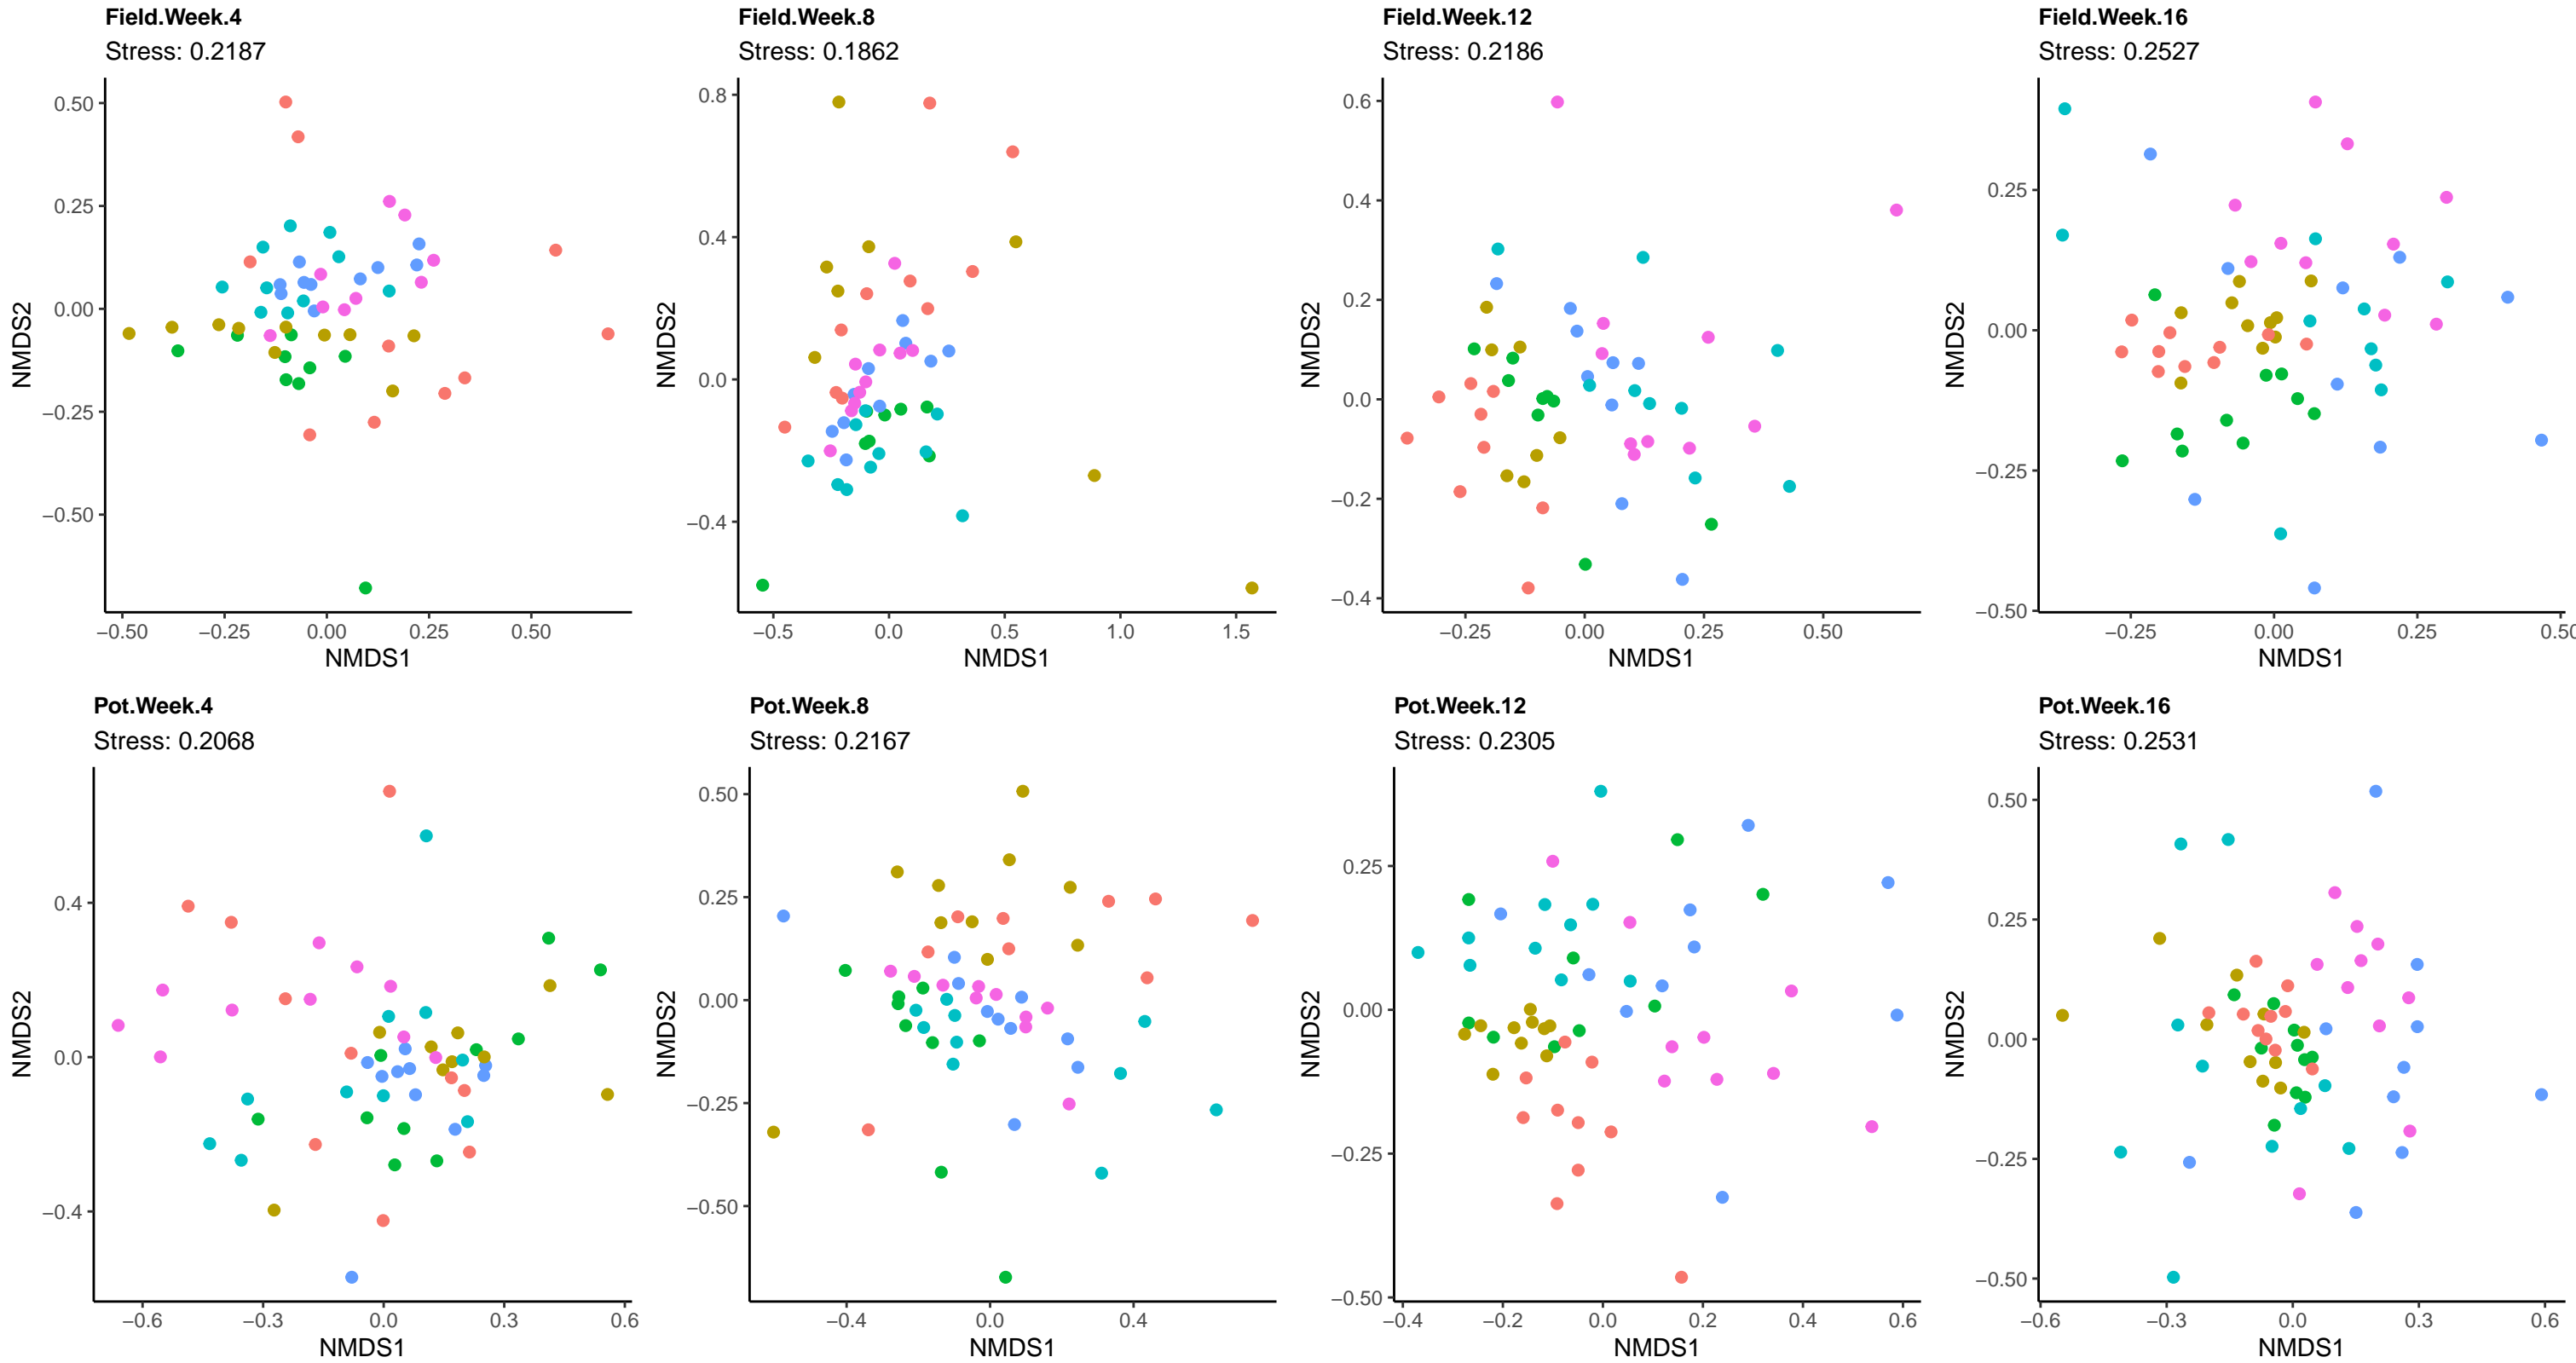 Field.Week.4
Stress: 0.2187
0.50
0.25
0.00
−0.25
−0.50
NMDS2
−0.50 −0.25 0.00 0.25 0.50
NMDS1
Field.Week.8
Stress: 0.1862
0.8
0.4
0.0
−0.4
NMDS2
−0.5 0.0 0.5 1.0 1.5
NMDS1
Field.Week.12
Stress: 0.2186
0.6
0.4
0.2
0.0
−0.2
−0.4
NMDS2
−0.25 0.00 0.25 0.50
NMDS1
Field.Week.16
Stress: 0.2527
0.25
0.00
−0.25
−0.50
NMDS2
−0.25 0.00 0.25 0.50
NMDS1
Pot.Week.4
Stress: 0.2068
0.4
0.0
−0.4
NMDS2
−0.6 −0.3 0.0 0.3 0.6
NMDS1
Pot.Week.8
Stress: 0.2167
0.50
0.25
0.00
−0.25
−0.50
NMDS2
−0.4 0.0 0.4
NMDS1
Pot.Week.12
Stress: 0.2305
0.25
0.00
−0.25
−0.50
NMDS2
−0.4 −0.2 0.0 0.2 0.4 0.6
NMDS1
Pot.Week.16
Stress: 0.2531
0.50
0.25
0.00
−0.25
−0.50
NMDS2
−0.6 −0.3 0.0 0.3 0.6
NMDS1